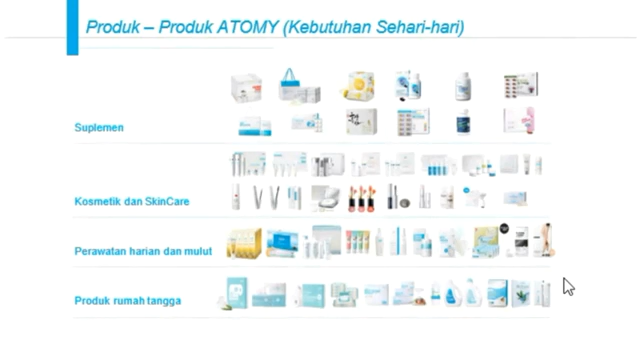 Produk – Produk ATOMY (Kebutuhan Sehari-hari)
Suplemen
Kosmetik dan SkinCare
Perawatan harian dan mulut
Produk rumah tangga